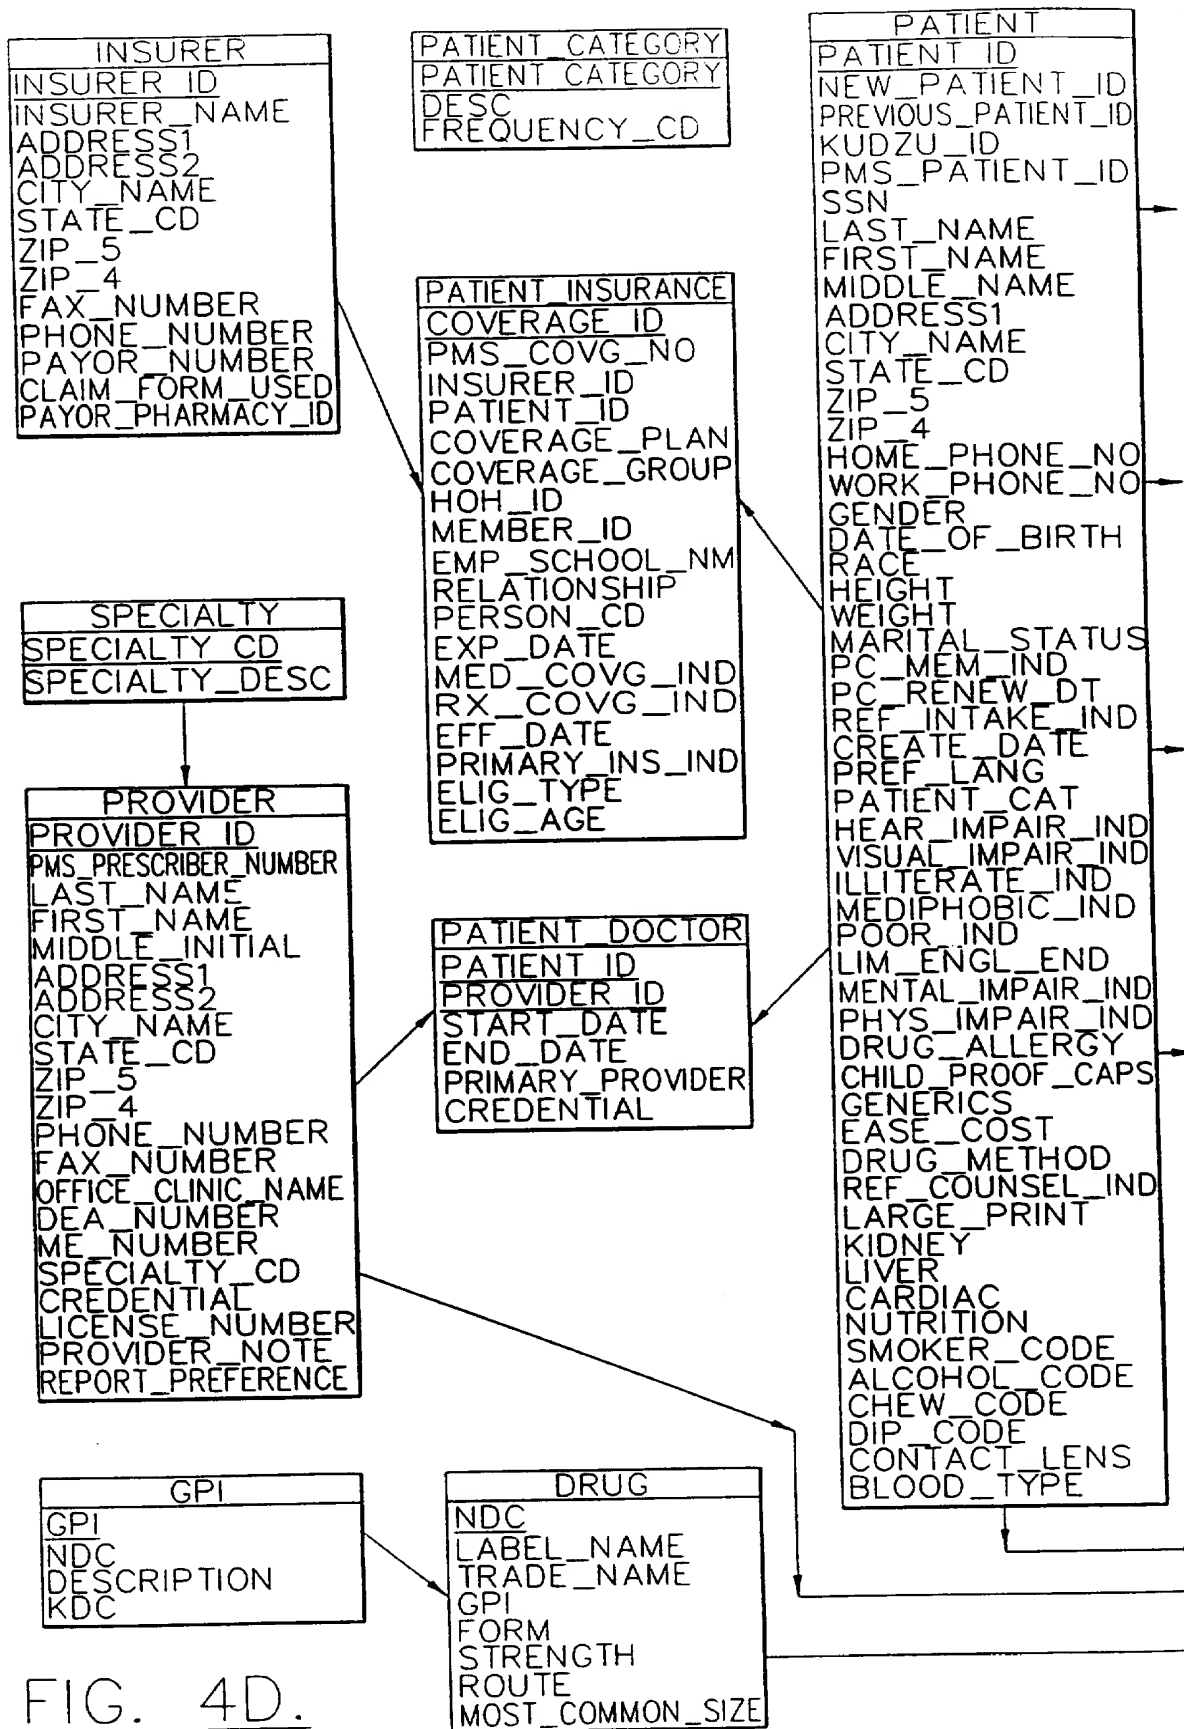 INSURER
INSURER_ID
INSURER_NAME
ADDRESS1
ADDRESS2
CITY_NAME
STATE_CD
ZIP_5
ZIP_4
FAX_NUMBER
PHONE_NUMBER
PAYOR_NUMBER
CLAIM_FORM_USED
PAYOR_PHARMACY_ID
PATIENT_CATEGORY
PATIENT_CATEGORY
DESC
FREQUENCY_CD
PATIENT
PATIENT_ID
NEW_PATIENT_ID
PREVIOUS_PATIENT_ID
KUDZU_ID
PMS_PATIENT_ID
SSN
LAST_NAME
FIRST_NAME
MIDDLE_NAME
ADDRESS1
CITY_NAME
STATE_CD
ZIP_5
ZIP_4
HOME_PHONE_NO
WORK_PHONE_NO
GENDER
DATE_OF_BIRTH
RACE
HEIGHT
WEIGHT
MARITAL_STATUS
PC_MEM_IND
PC_RENEW_DT
REF_INTAKE_IND
CREATE_DATE
PREF_LANG
PATIENT_CAT
HEAR_IMPAIR_IND
VISUAL_IMPAIR_IND
ILLITERATE_IND
MEDIPHOBIC_IND
POOR_IND
LIM_ENGL_END
MENTAL_IMPAIR_IND
PHYS_IMPAIR_IND
DRUG_ALLERGY
CHILD_PROOF_CAPS
GENERICS
EASE_COST
DRUG_METHOD
REF_COUNSEL_IND
LARGE_PRINT
KIDNEY
LIVER
CARDIAC
NUTRITION
SMOKER_CODE
ALCOHOL_CODE
CHEW_CODE
DIP_CODE
CONTACT_LENS
BLOOD_TYPE
PATIENT_INSURANCE
COVERAGE_ID
PMS_COVG_NO
INSURER_ID
PATIENT_ID
COVERAGE_PLAN
COVERAGE_GROUP
HOH_ID
MEMBER_ID
EMP_SCHOOL_NM
RELATIONSHIP
PERSON_CD
EXP_DATE
MED_COVG_IND
RX_COVG_IND
EFF_DATE
PRIMARY_INS_IND
ELIG_TYPE
ELIG_AGE
SPECIALTY
SPECIALTY_CD
SPECIALTY_DESC
PROVIDER
PROVIDER_ID
PMS_PRESCRIBER_NUMBER
LAST_NAME
FIRST_NAME
MIDDLE_INITIAL
ADDRESS1
ADDRESS2
CITY_NAME
STATE_CD
ZIP_5
ZIP_4
PHONE_NUMBER
FAX_NUMBER
OFFICE_CLINIC_NAME
DEA_NUMBER
ME_NUMBER
SPECIALTY_CD
CREDENTIAL
LICENSE_NUMBER
PROVIDER_NOTE
REPORT_PREFERENCE
PATIENT_DOCTOR
PATIENT_ID
PROVIDER_ID
START_DATE
END_DATE
PRIMARY_PROVIDER
CREDENTIAL
GPI
GPI
NDC
DESCRIPTION
KDC
DRUG
NDC
LABEL_NAME
TRADE_NAME
GPI
FORM
STRENGTH
ROUTE
MOST_COMMON_SIZE
FIG. 4D.